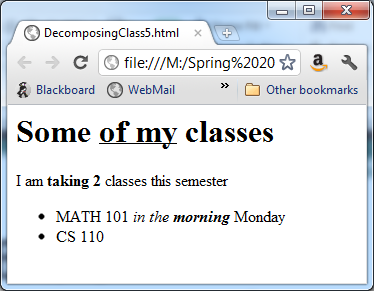 DecomposingClass5.html
file:///M:/Spring%2020
Blackboard WebMail » Other bookmarks
Some of my classes
I am taking 2 classes this semester
• MATH 101 in the morning Monday
• CS 110